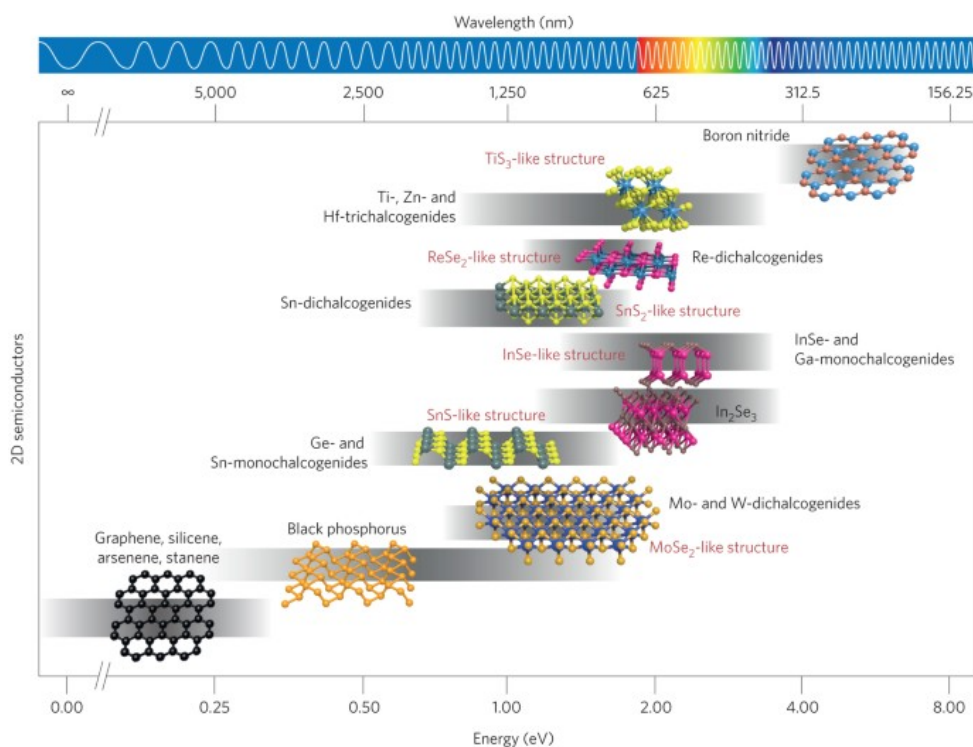 Wavelength (nm)
∞ 5,000 2,500 1,250 625 312.5 156.25
Boron nitride
TiS₃-like structure
Ti-, Zn- and
Hf-trichalcogenides
ReSe₂-like structure
Re-dichalcogenides
Sn-dichalcogenides
SnS₂-like structure
InSe- and
Ga-monochalcogenides
InSe-like structure
In₂Se₃
SnS-like structure
Ge- and
Sn-monochalcogenides
Mo- and W-dichalcogenides
Black phosphorus
MoSe₂-like structure
Graphene, silicene,
arsenene, stanene
2D semiconductors
0.00 0.25 0.50 1.00 2.00 4.00 8.00
Energy (eV)